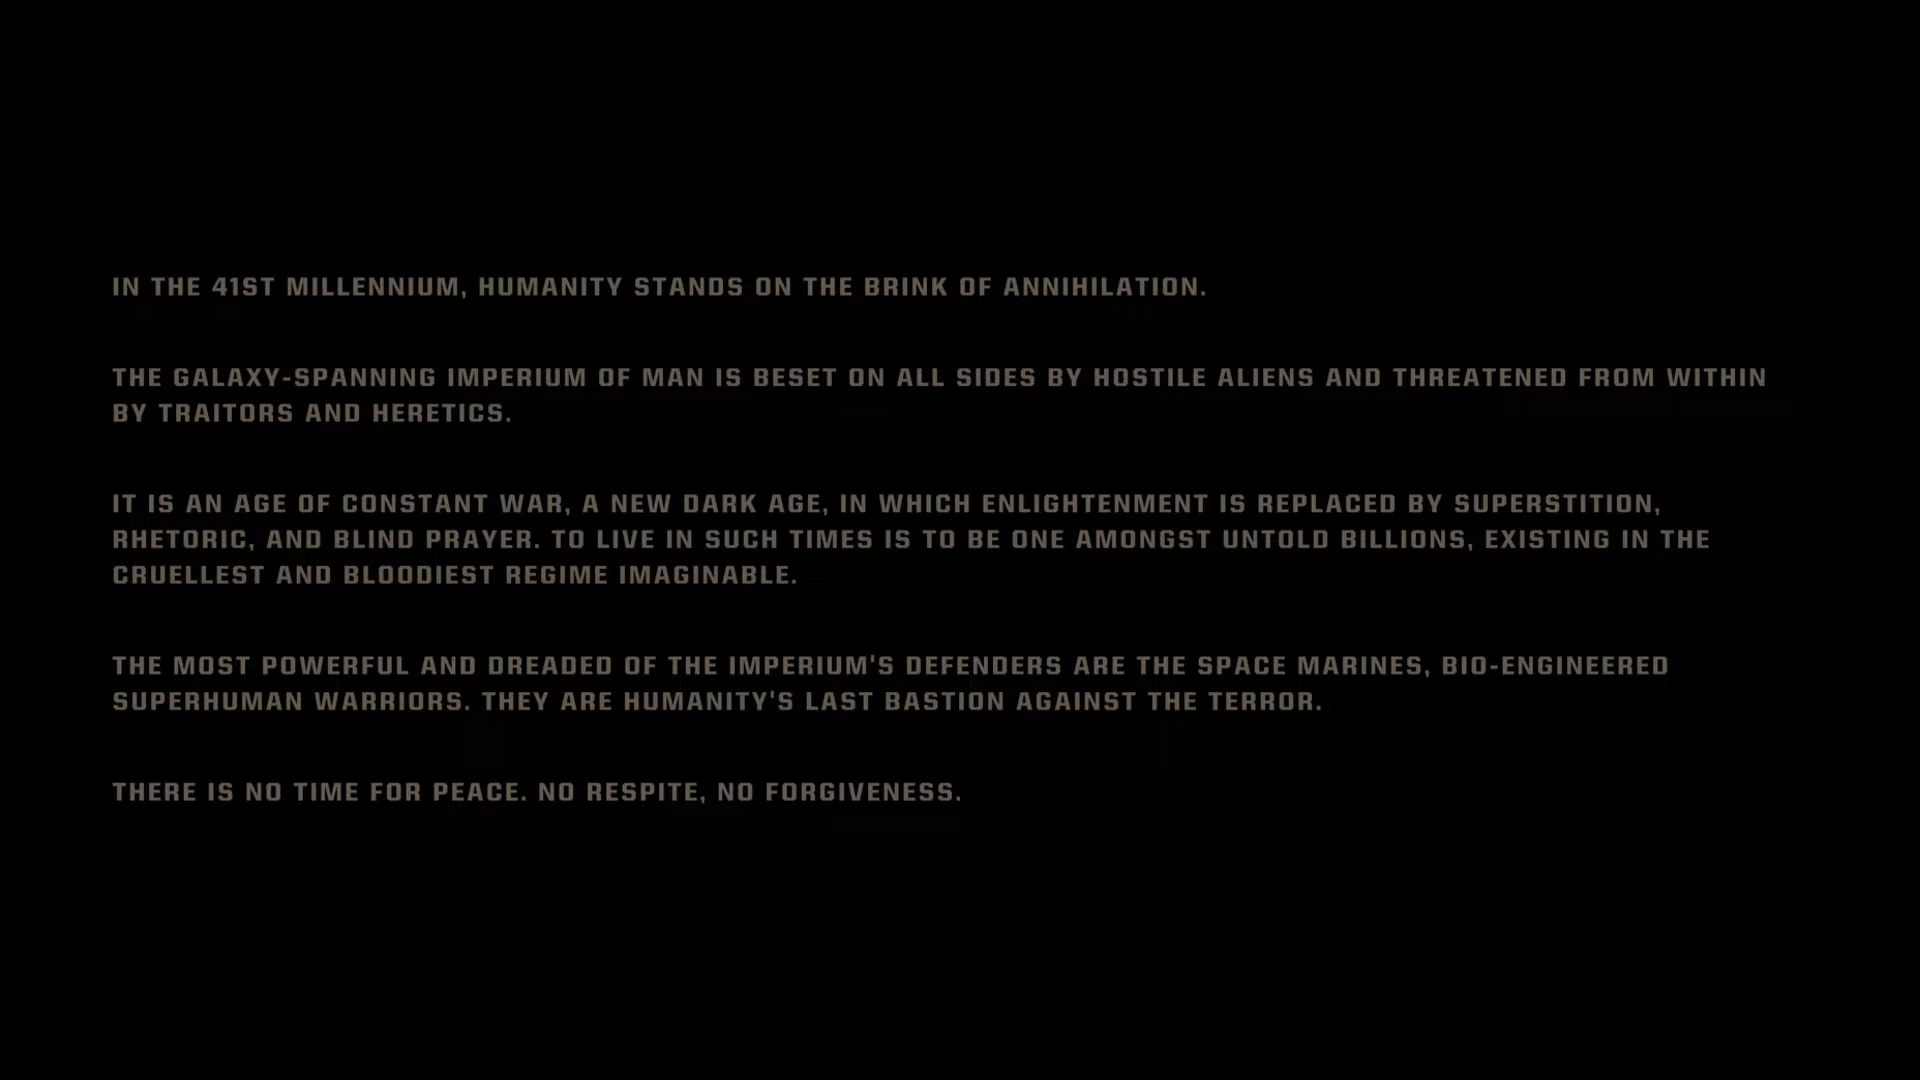 IN THE 41ST MILLENNIUM, HUMANITY STANDS ON THE BRINK OF ANNIHILATION.
THE GALAXY-SPANNING IMPERIUM OF MAN IS BESET ON ALL SIDES BY HOSTILE ALIENS AND THREATENED FROM WITHIN
BY TRAITORS AND HERETICS.
IT IS AN AGE OF CONSTANT WAR, A NEW DARK AGE, IN WHICH ENLIGHTENMENT IS REPLACED BY SUPERSTITION,
RHETORIC, AND BLIND PRAYER. TO LIVE IN SUCH TIMES IS TO BE ONE AMONGST UNTOLD BILLIONS, EXISTING IN THE
CRUELLEST AND BLOODIEST REGIME IMAGINABLE.
THE MOST POWERFUL AND DREADED OF THE IMPERIUM'S DEFENDERS ARE THE SPACE MARINES, BIO-ENGINEERED
SUPERHUMAN WARRIORS. THEY ARE HUMANITY'S LAST BASTION AGAINST THE TERROR.
THERE IS NO TIME FOR PEACE. NO RESPITE, NO FORGIVENESS.